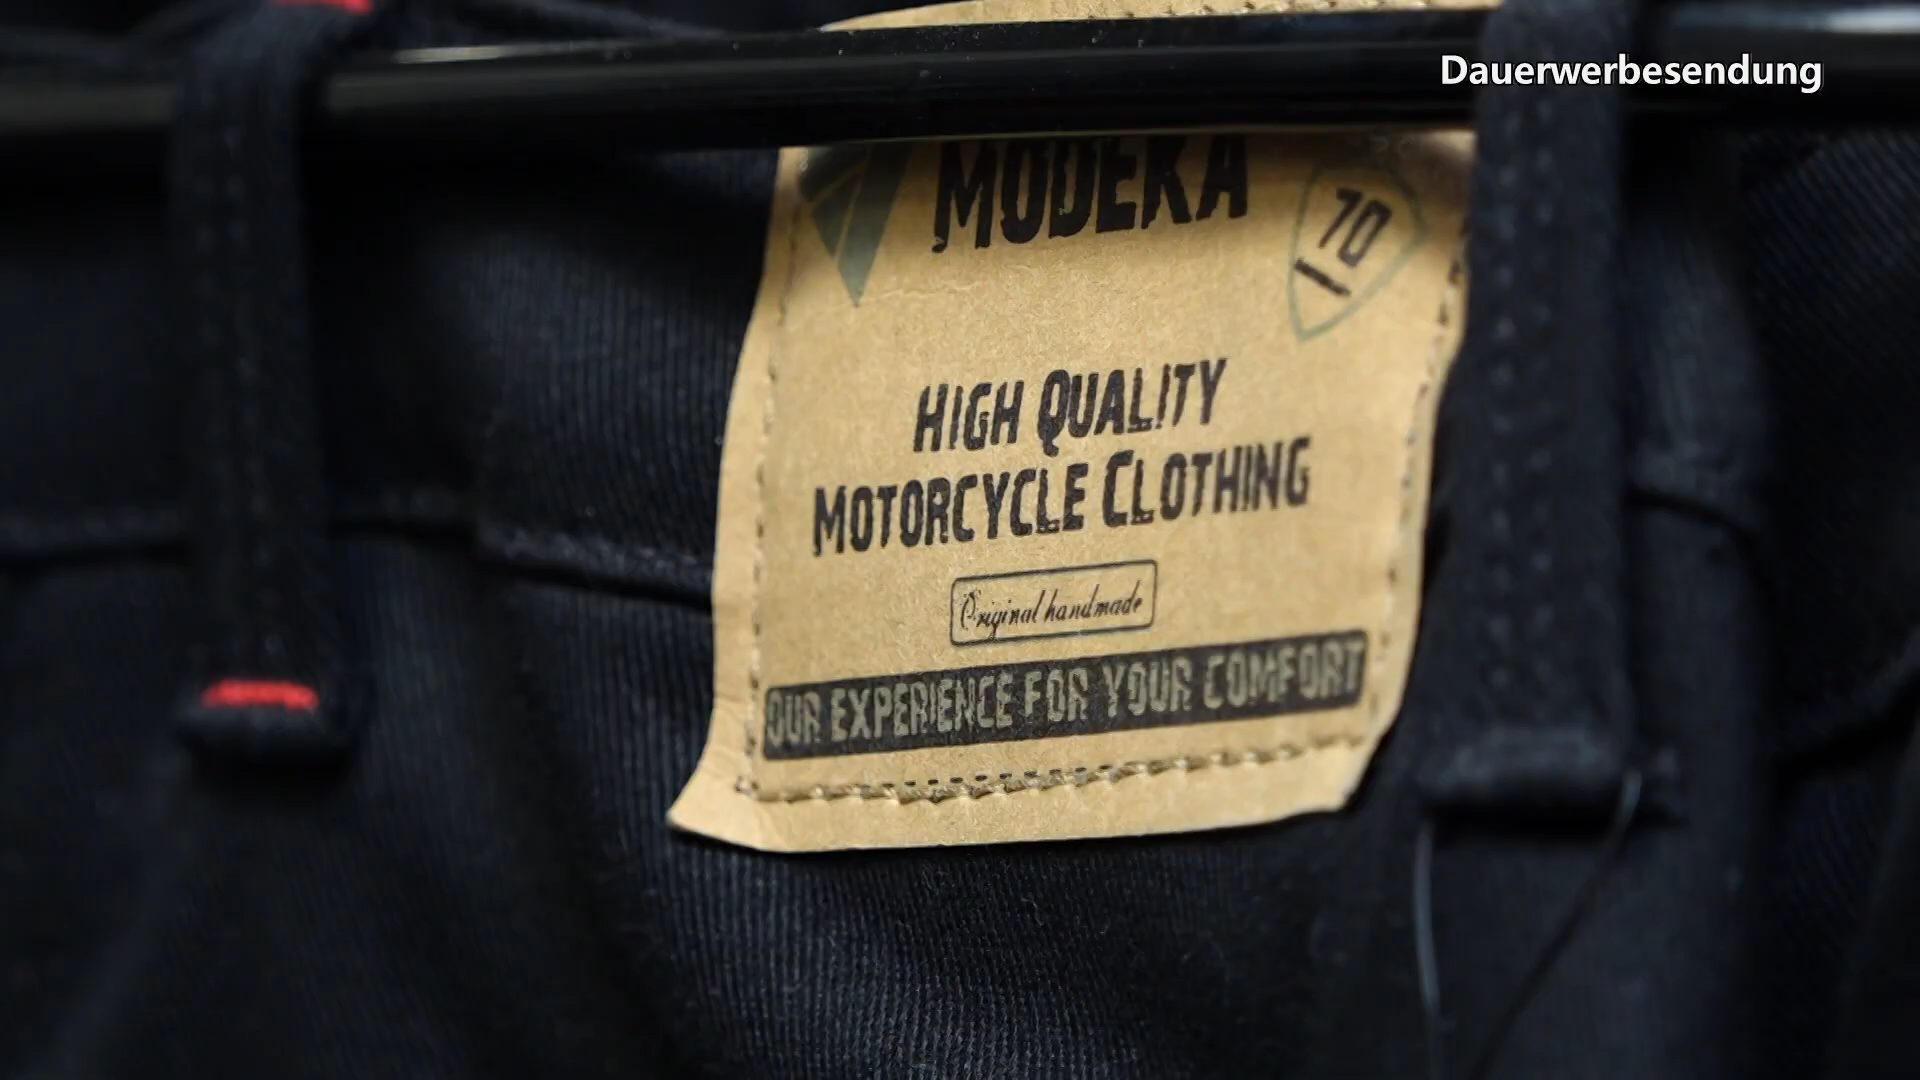 Dauerwerbesendung
MODEKA
70
HIGH QUALITY
MOTORCYCLE CLOTHING
Original handmade
OUR EXPERIENCE FOR YOUR COMFORT